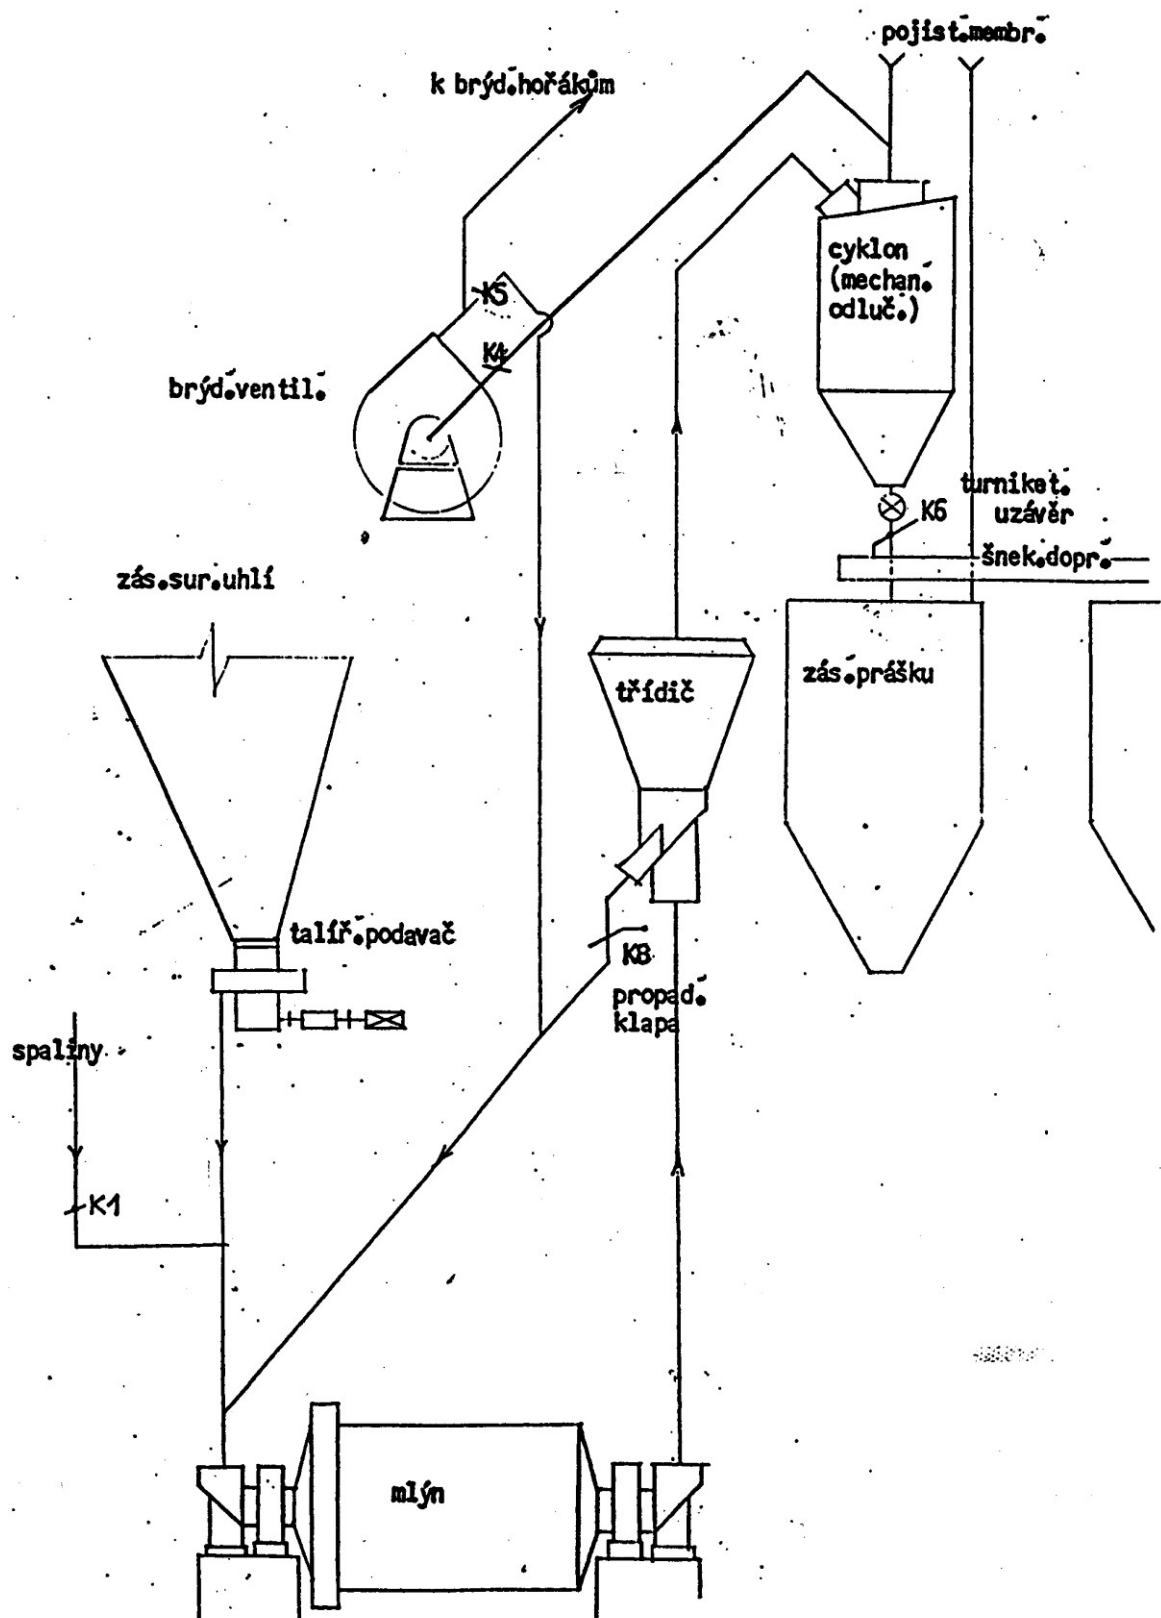 pojist. membr.
k brýd. hořákům
cyklon
(mechan.
odluč.)
K5
K4
brýd. ventil.
turniket.
uzávěr
K6
šnek. dopr.
zás. sur. uhlí
třídič
zás. prášku
talíř. podavač
K8
propad.
klapa
spaliny
K1
mlýn